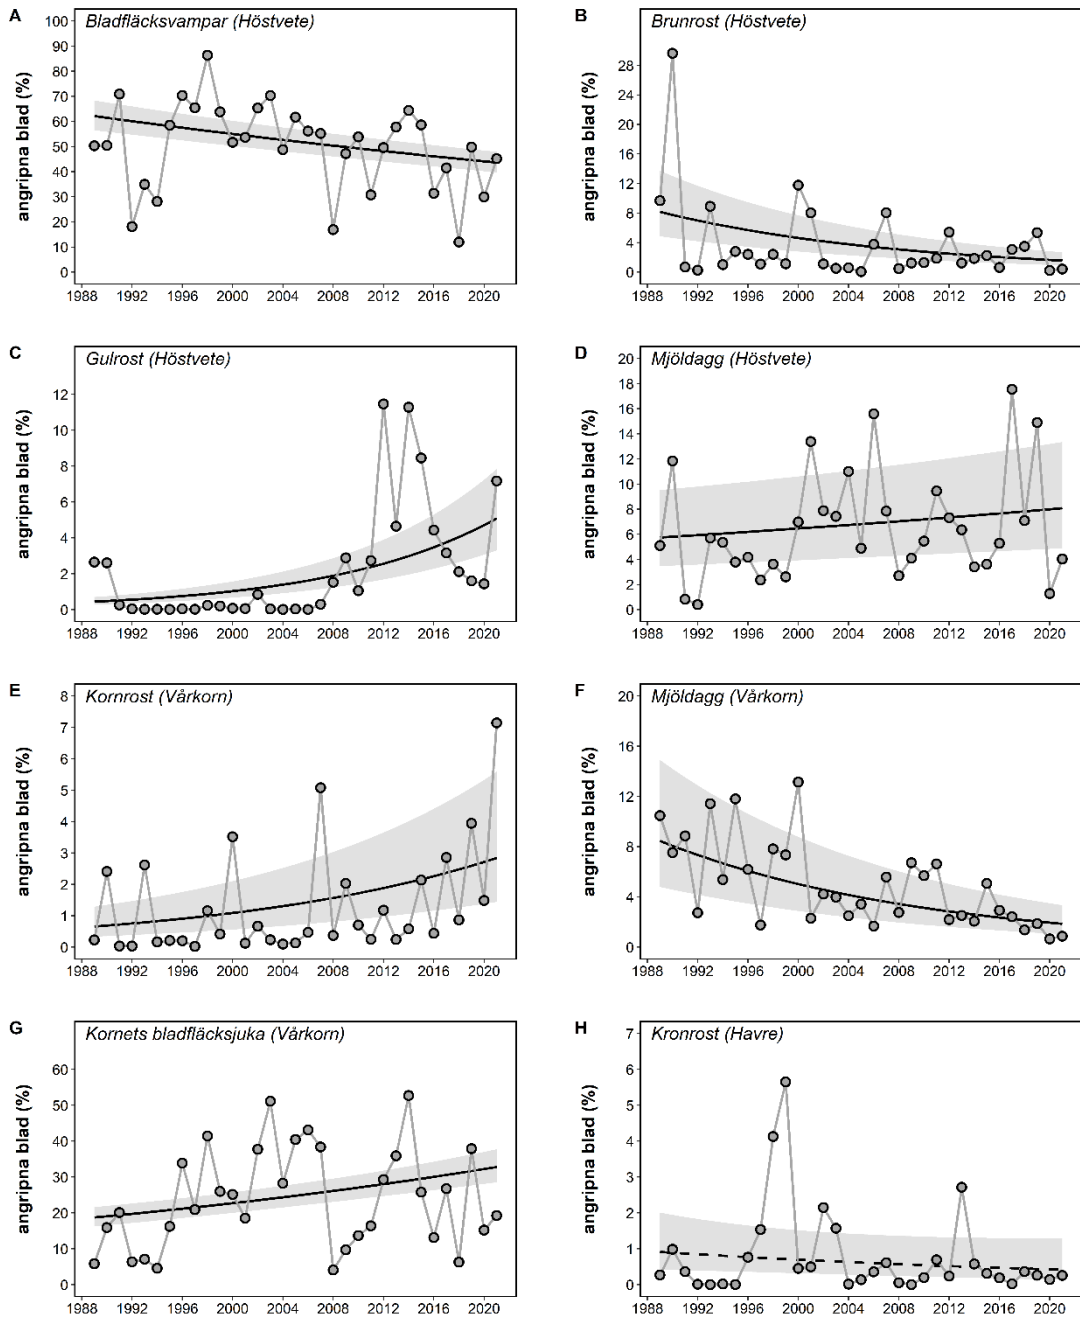 A
Bladfläcksvampar (Höstvete)
angripna blad (%)
100
90
80
70
60
50
40
30
20
10
0
1988 1992 1996 2000 2004 2008 2012 2016 2020
B
Brunrost (Höstvete)
angripna blad (%)
28
24
20
16
12
8
4
0
1988 1992 1996 2000 2004 2008 2012 2016 2020
C
Gulrost (Höstvete)
angripna blad (%)
12
10
8
6
4
2
0
1988 1992 1996 2000 2004 2008 2012 2016 2020
D
Mjöldagg (Höstvete)
angripna blad (%)
20
18
16
14
12
10
8
6
4
2
0
1988 1992 1996 2000 2004 2008 2012 2016 2020
E
Kornrost (Vårkorn)
angripna blad (%)
8
7
6
5
4
3
2
1
0
1988 1992 1996 2000 2004 2008 2012 2016 2020
F
Mjöldagg (Vårkorn)
angripna blad (%)
20
16
12
8
4
0
1988 1992 1996 2000 2004 2008 2012 2016 2020
G
Kornets bladfläcksjuka (Vårkorn)
angripna blad (%)
60
50
40
30
20
10
0
1988 1992 1996 2000 2004 2008 2012 2016 2020
H
Kronrost (Havre)
angripna blad (%)
7
6
5
4
3
2
1
0
1988 1992 1996 2000 2004 2008 2012 2016 2020